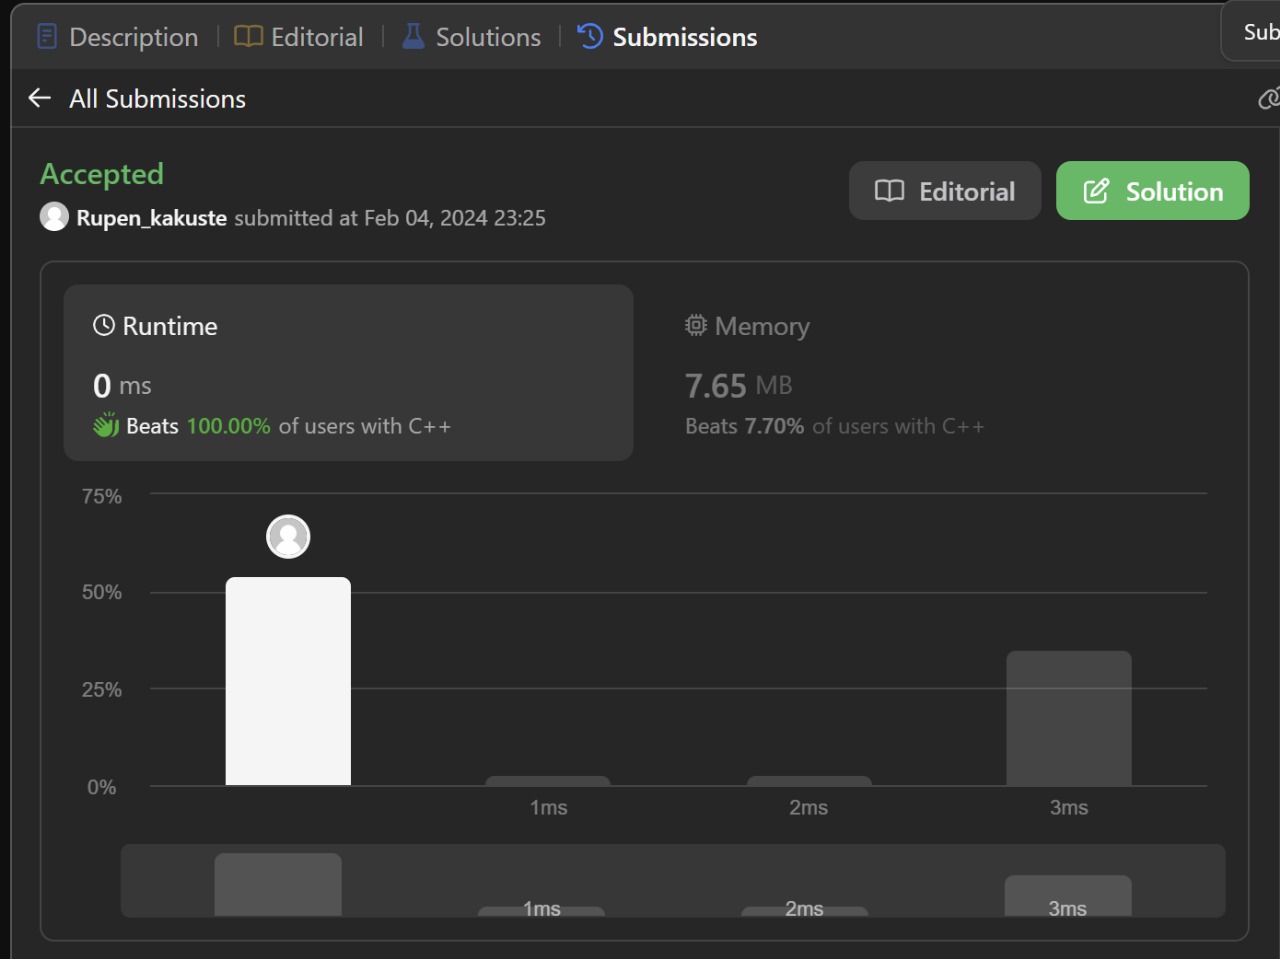 Description Editorial Solutions Submissions
Sub
All Submissions
Accepted
Rupen_kakuste submitted at Feb 04, 2024 23:25
Editorial
Solution
Runtime
0 ms
Beats 100.00% of users with C++
Memory
7.65 MB
Beats 7.70% of users with C++
75%
50%
25%
0%
1ms 2ms 3ms
1ms 2ms 3ms